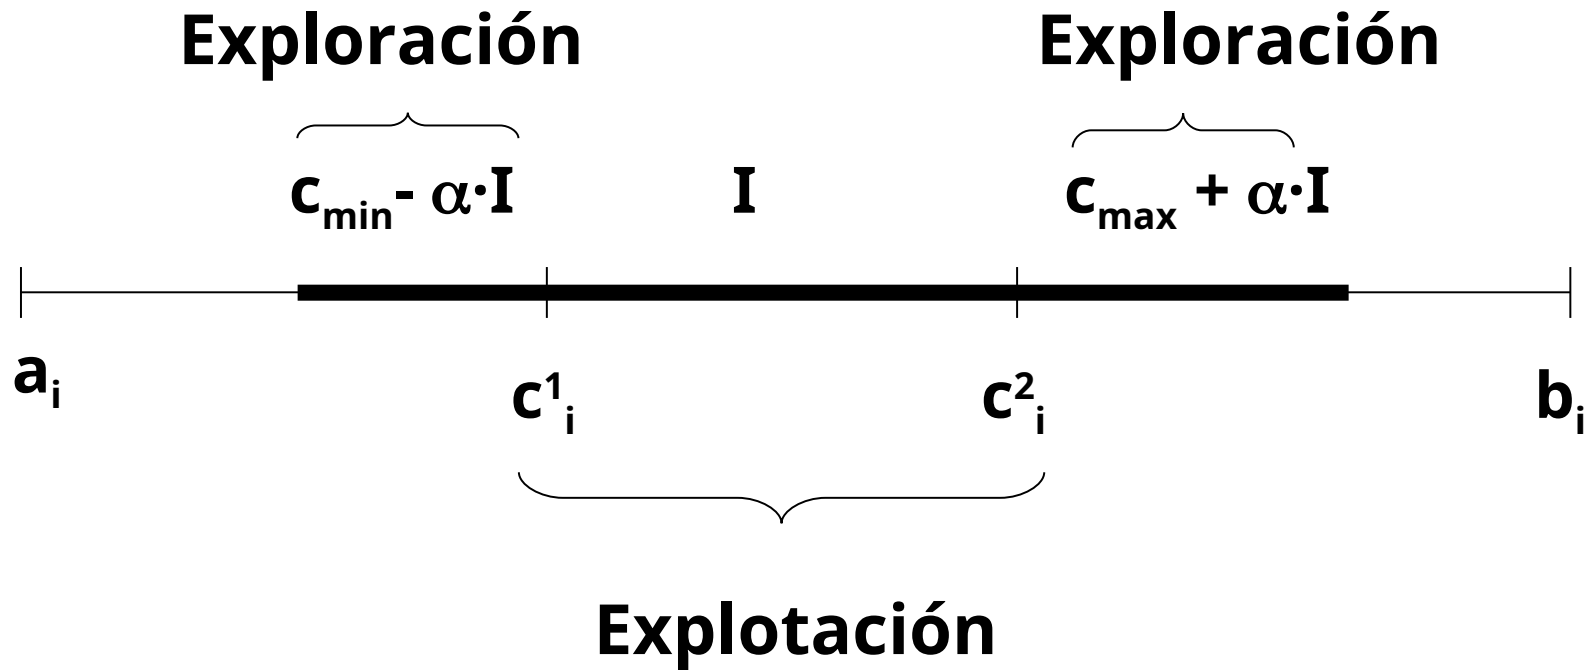 Exploración Exploración
cmin- α·I I cmax + α·I
ai c1i c2i bi
Explotación